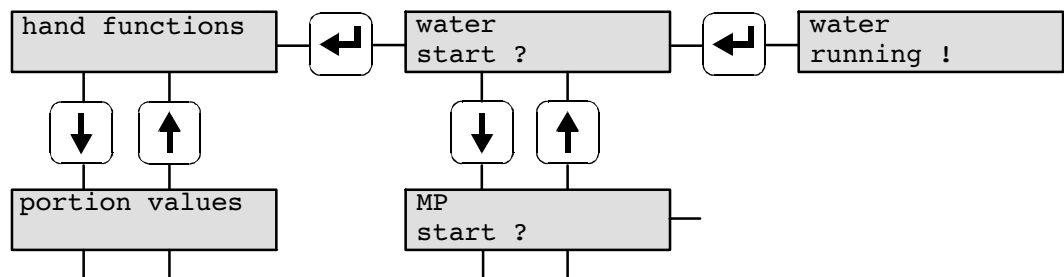 hand functions
water
start ?
water
running !
portion values
MP
start ?